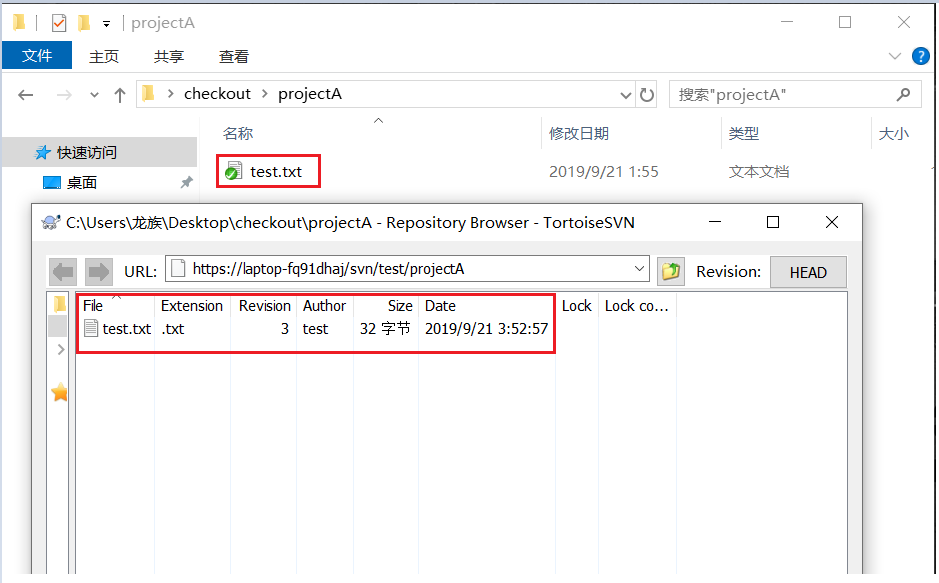 projectA
文件 主页 共享 查看
checkout projectA 搜索"projectA"
名称 修改日期 类型 大小
快速访问
test.txt 2019/9/21 1:55 文本文档
桌面
C:\Users\龙族\Desktop\checkout\projectA - Repository Browser - TortoiseSVN
URL: https://laptop-fq91dhaj/svn/test/projectA Revision: HEAD
File Extension Revision Author Size Date Lock Lock co...
test.txt .txt 3 test 32 字节 2019/9/21 3:52:57